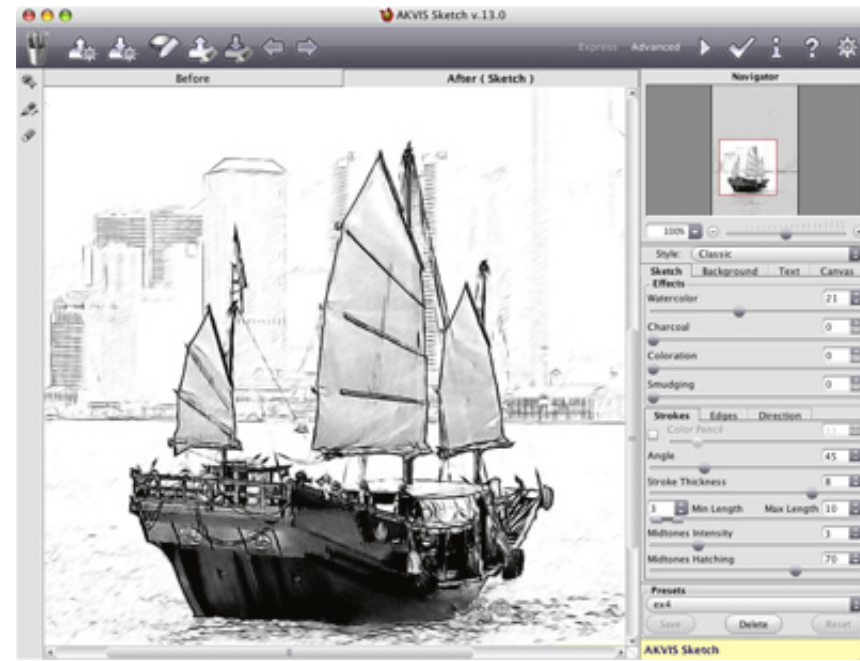 AKVIS Sketch v.13.0
Express Advanced
Before After ( Sketch ) Navigator
100%
Style: Classic
Sketch Background Text Canvas
Effects
Watercolor 21
Charcoal 0
Coloration 0
Smudging 0
Strokes Edges Direction
Color Pencil
Angle 45
Stroke Thickness 8
3 Min Length Max Length 10
Midtones Intensity 3
Midtones Hatching 70
Presets
ex4
Save Delete Reset
AKVIS Sketch